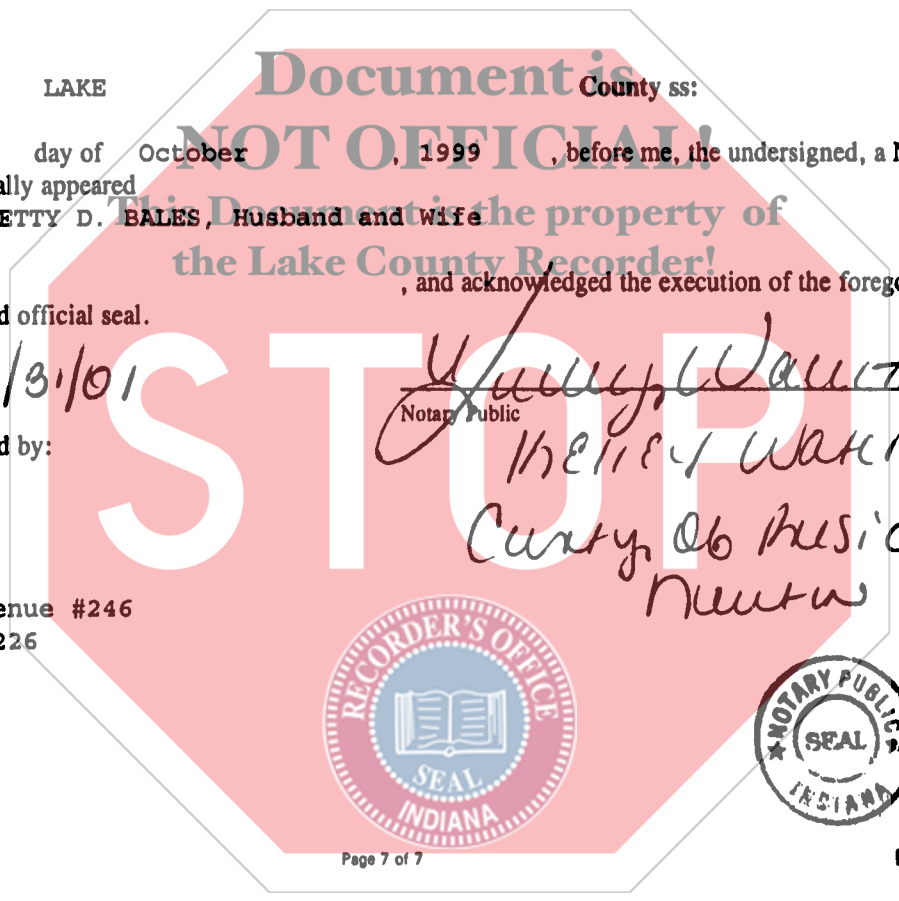 Document is
LAKE County ss:
NOT OFFICIAL!
day of October , 1999 , before me, the undersigned, a N
ally appeared
This Document is the property of
ETTY D. BALES, Husband and Wife
the Lake County Recorder!
, and acknowledged the execution of the forego
d official seal.
STOP
/31/01
Notary Public
d by:
County Of
enue #246
226
RECORDER'S OFFICE
SEAL
INDIANA
NOTARY PUBLIC
SEAL
INDIANA
Page 7 of 7